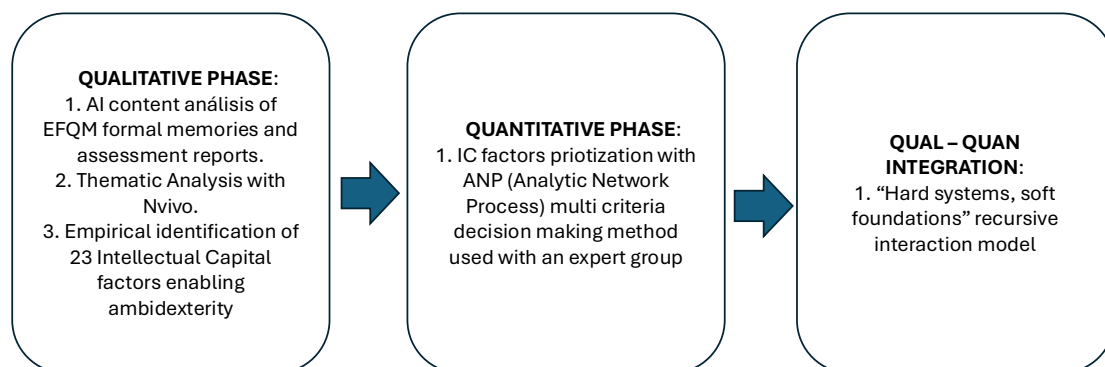 QUALITATIVE PHASE:
1. AI content análisis of
EFQM formal memories and
assessment reports.
2. Thematic Analysis with
Nvivo.
3. Empirical identification of
23 Intellectual Capital
factors enabling
ambidexterity
QUANTITATIVE PHASE:
1. IC factors priotization with
ANP (Analytic Network
Process) multi criteria
decision making method
used with an expert group
QUAL – QUAN
INTEGRATION:
1. “Hard systems, soft
foundations” recursive
interaction model